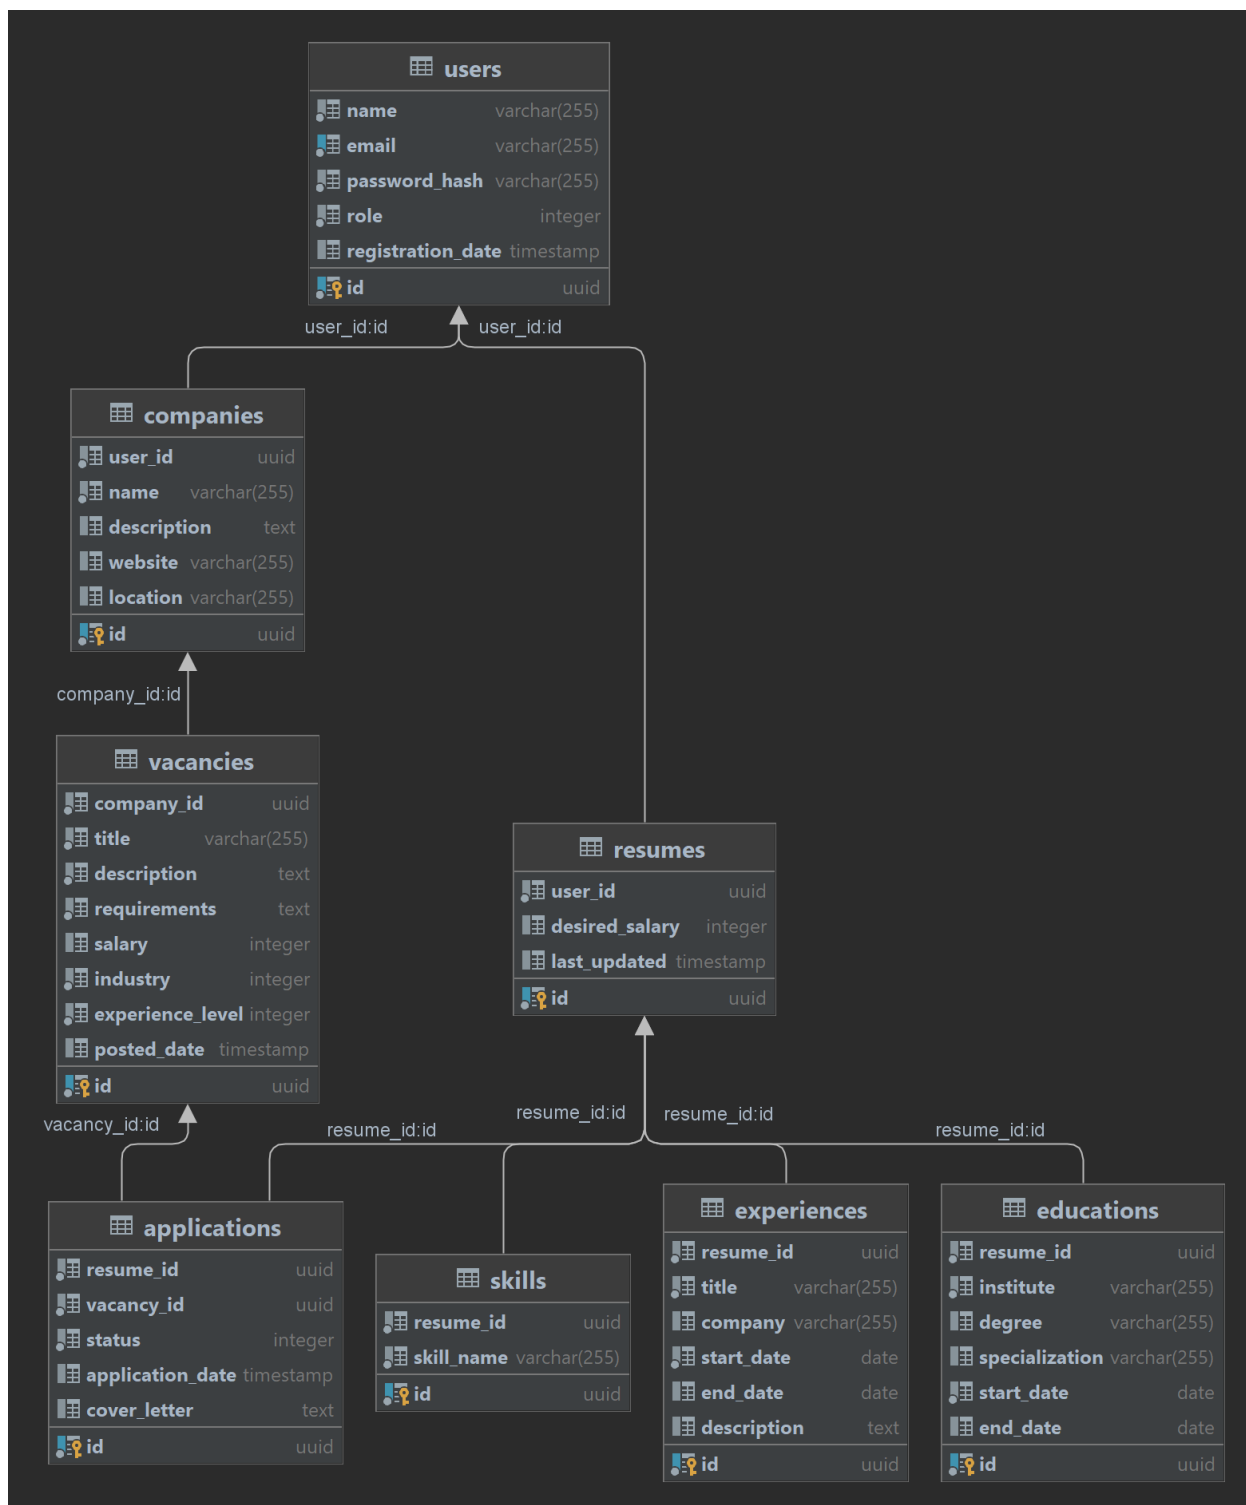 users
name varchar(255)
email varchar(255)
password_hash varchar(255)
role integer
registration_date timestamp
id uuid
user_id:id user_id:id
companies
user_id uuid
name varchar(255)
description text
website varchar(255)
location varchar(255)
id uuid
company_id:id
vacancies
company_id uuid
title varchar(255)
description text
requirements text
salary integer
industry integer
experience_level integer
posted_date timestamp
id uuid
resumes
user_id uuid
desired_salary integer
last_updated timestamp
id uuid
vacancy_id:id
resume_id:id
resume_id:id
resume_id:id
resume_id:id
applications
resume_id uuid
vacancy_id uuid
status integer
application_date timestamp
cover_letter text
id uuid
skills
resume_id uuid
skill_name varchar(255)
id uuid
experiences
resume_id uuid
title varchar(255)
company varchar(255)
start_date date
end_date date
description text
id uuid
educations
resume_id uuid
institute varchar(255)
degree varchar(255)
specialization varchar(255)
start_date date
end_date date
id uuid